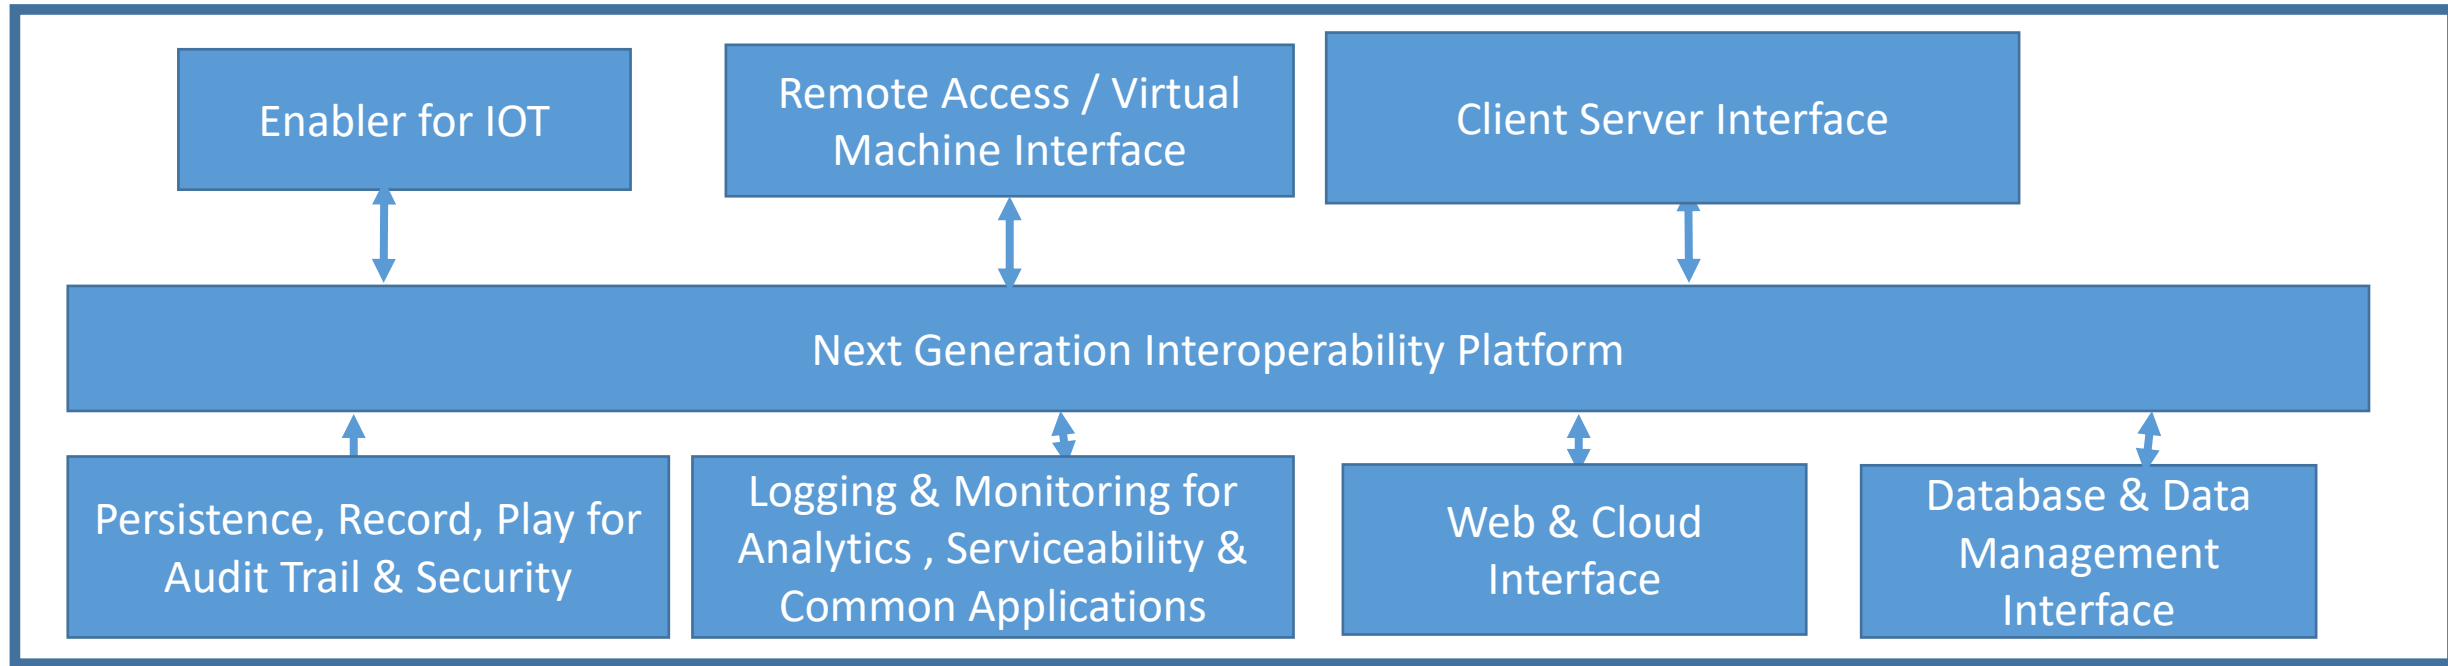 Enabler for IOT
Remote Access / Virtual
Machine Interface
Client Server Interface
Next Generation Interoperability Platform
Persistence, Record, Play for
Audit Trail & Security
Logging & Monitoring for
Analytics , Serviceability &
Common Applications
Web & Cloud
Interface
Database & Data
Management
Interface